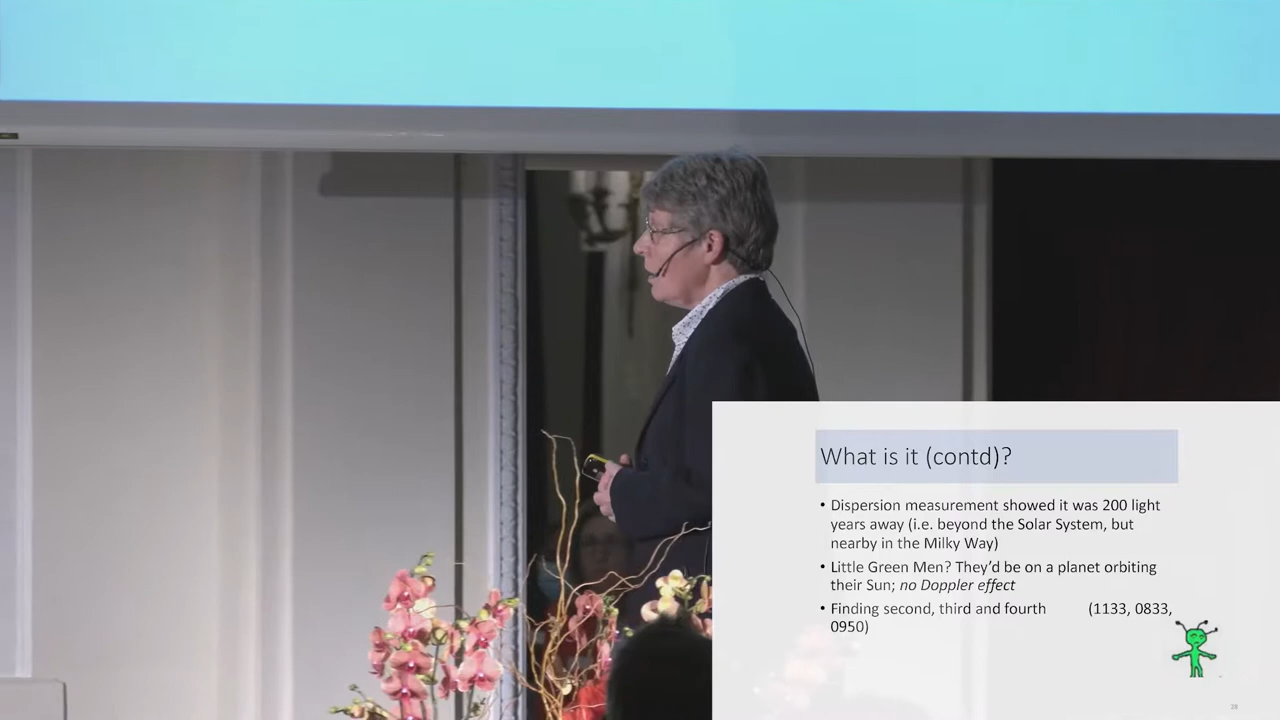 What is it (contd)?
• Dispersion measurement showed it was 200 light
years away (i.e. beyond the Solar System, but
nearby in the Milky Way)
• Little Green Men? They'd be on a planet orbiting
their Sun; no Doppler effect
• Finding second, third and fourth (1133, 0833,
0950)